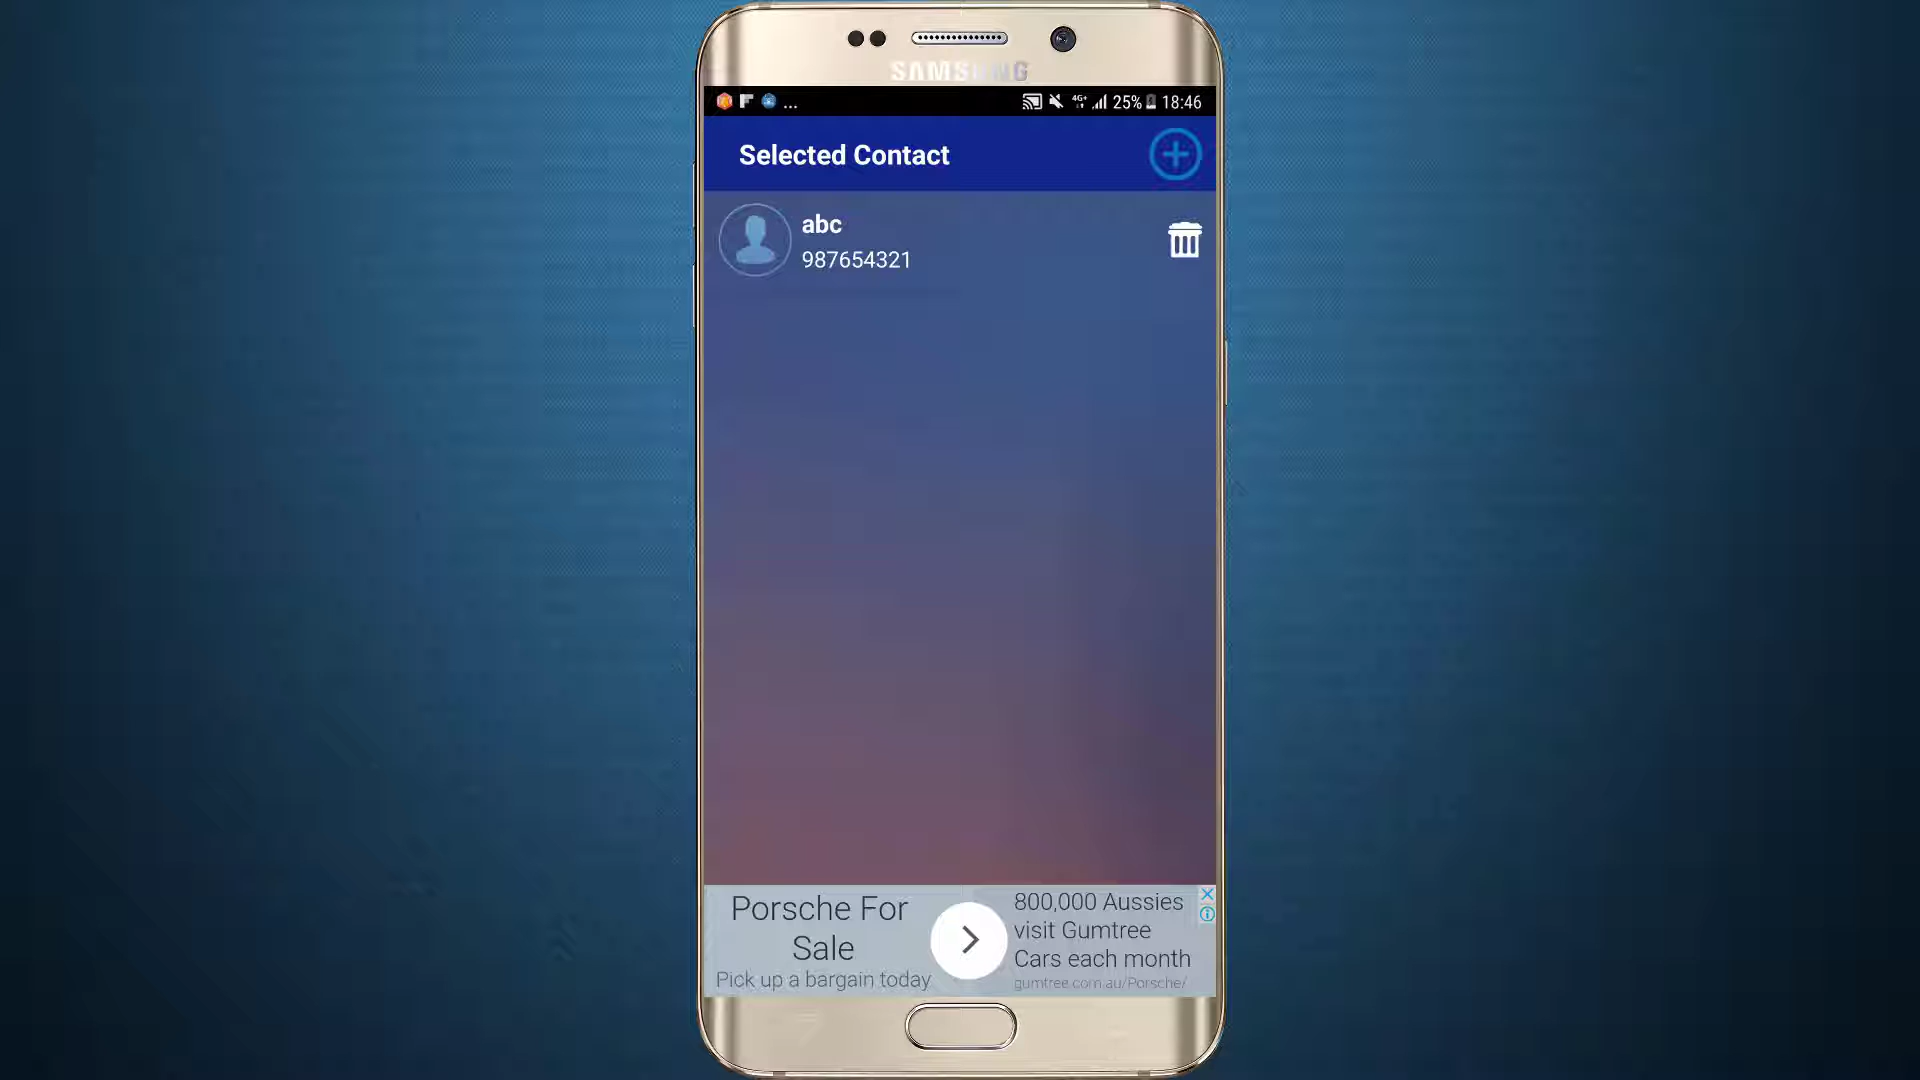 SAMSUNG
... 4G+ 25% 18:46
Selected Contact
abc
987654321
Porsche For
Sale
Pick up a bargain today
800,000 Aussies
visit Gumtree
Cars each month
gumtree.com.au/Porsche/